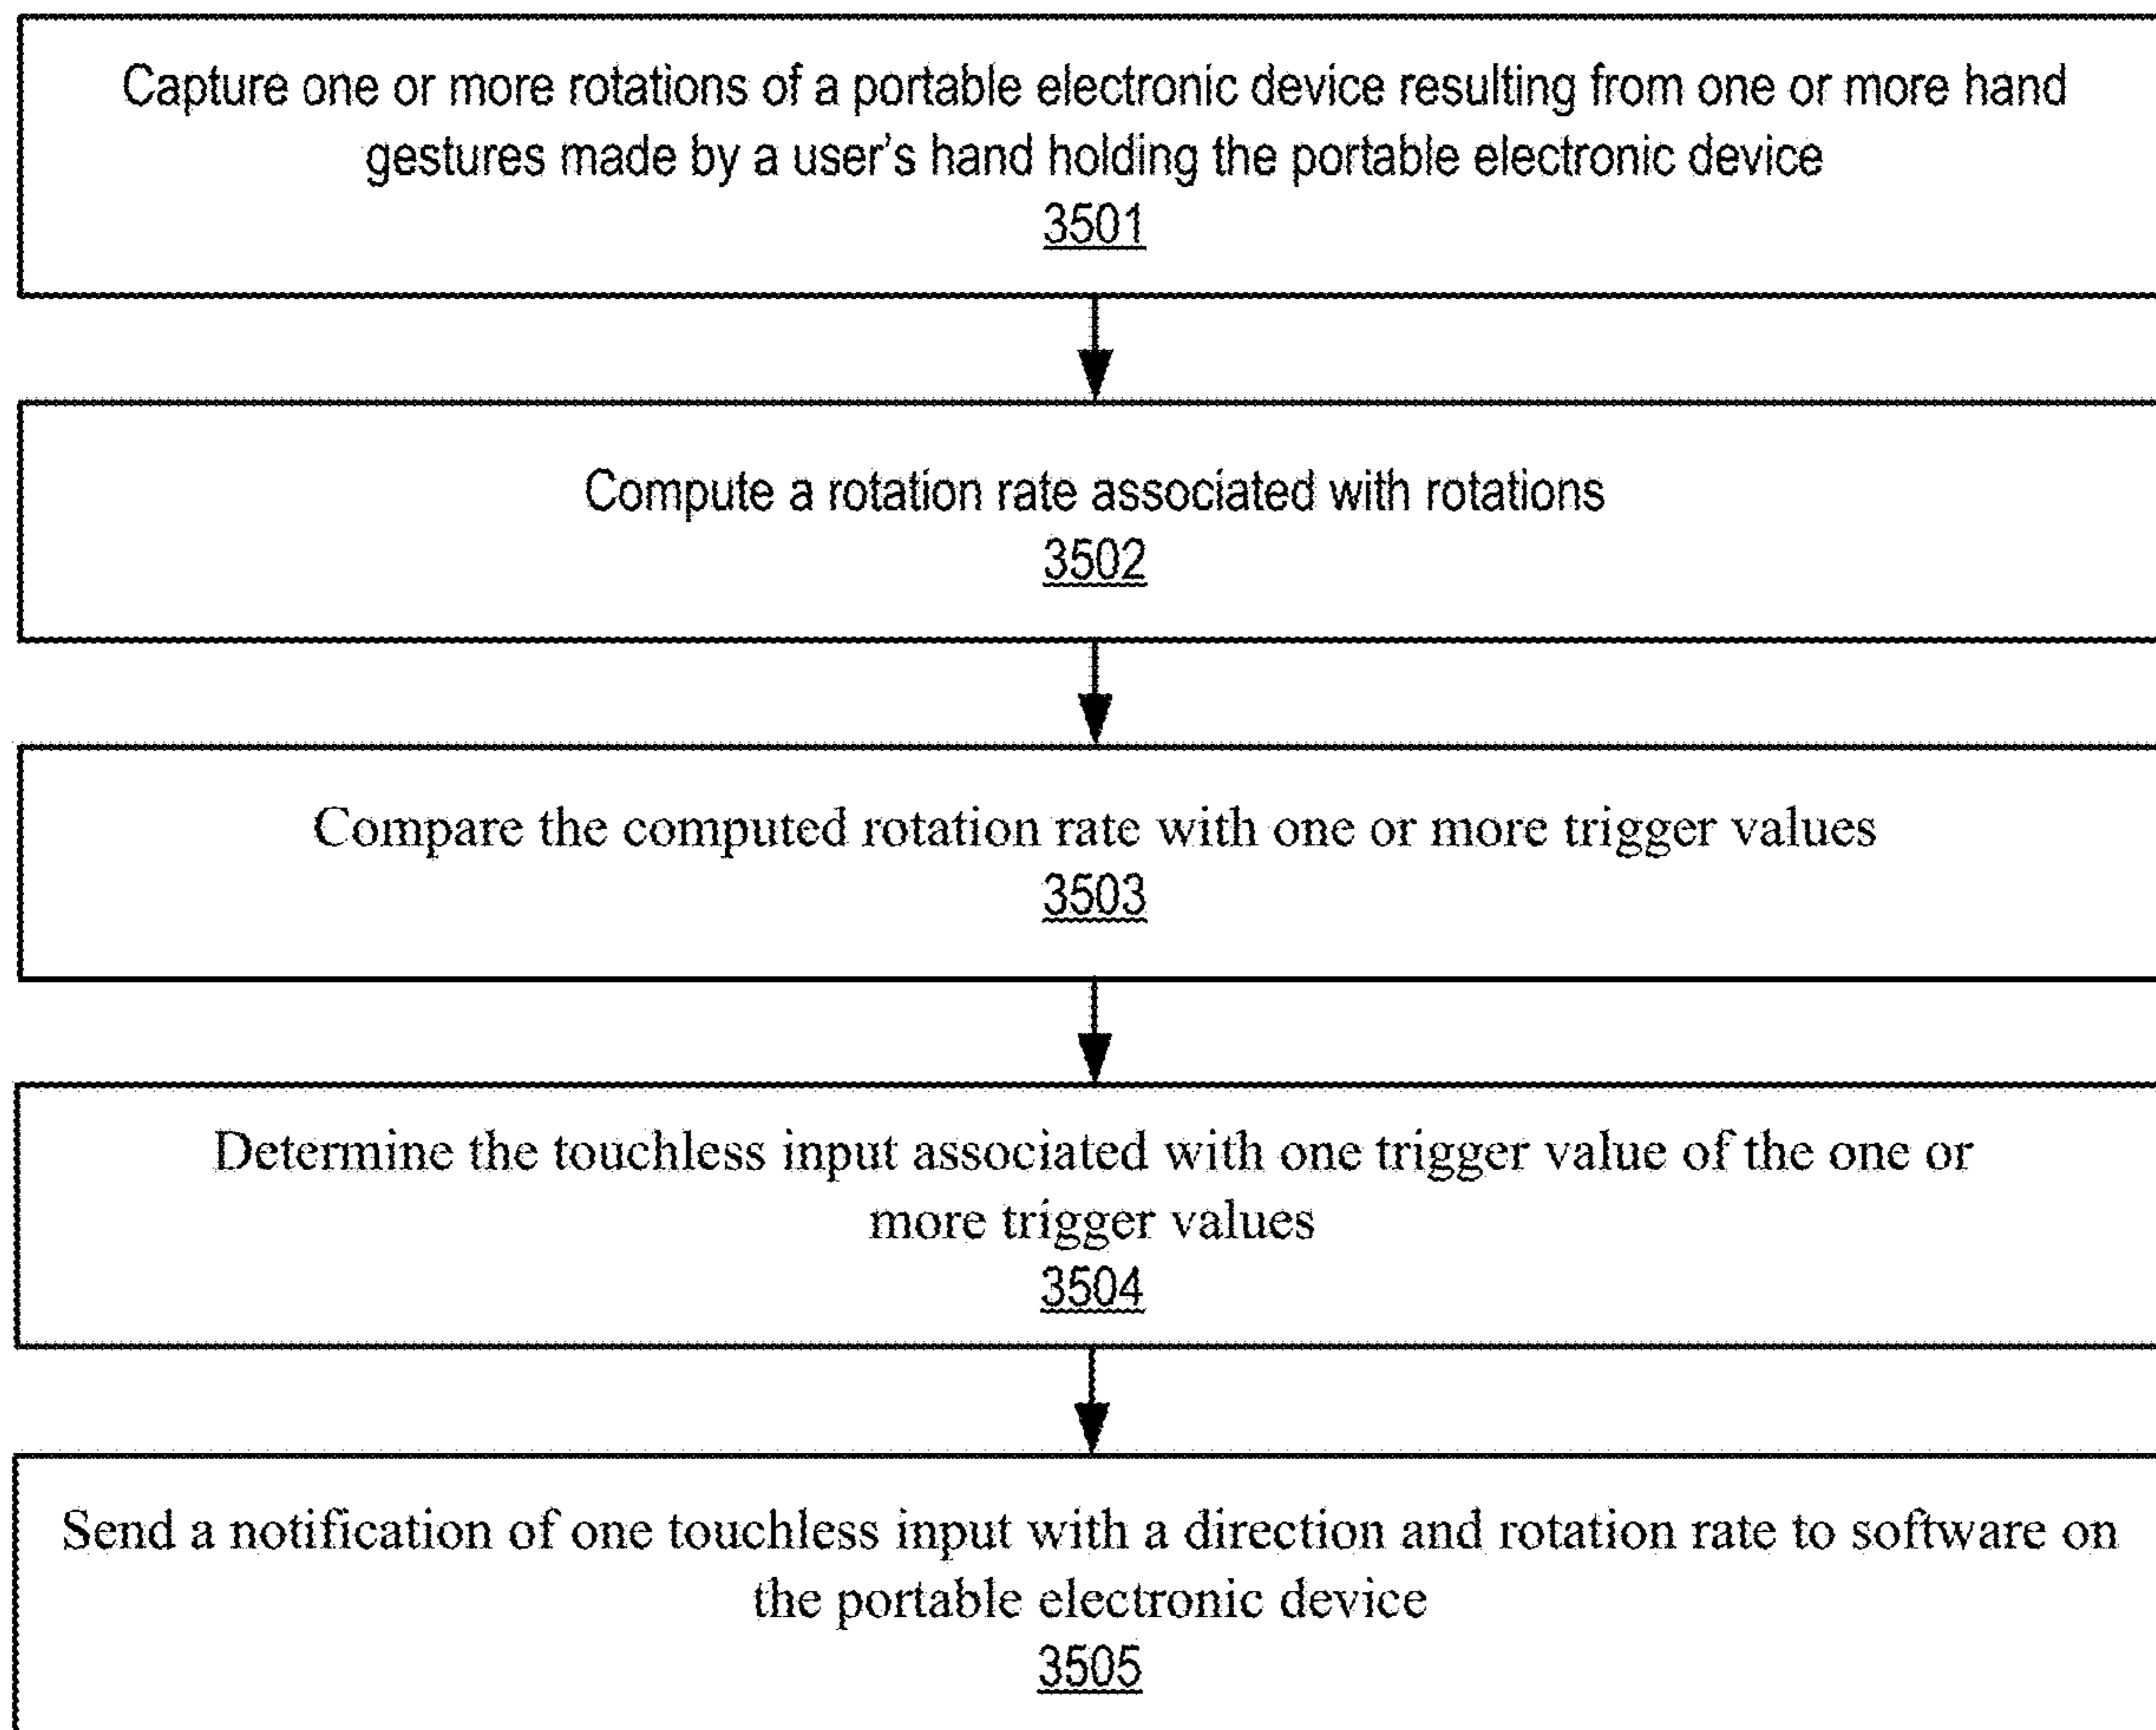 Capture one or more rotations of a portable electronic device resulting from one or more hand
gestures made by a user's hand holding the portable electronic device
3501
Compute a rotation rate associated with rotations
3502
Compare the computed rotation rate with one or more trigger values
3503
Determine the touchless input associated with one trigger value of the one or
more trigger values
3504
Send a notification of one touchless input with a direction and rotation rate to software on
the portable electronic device
3505